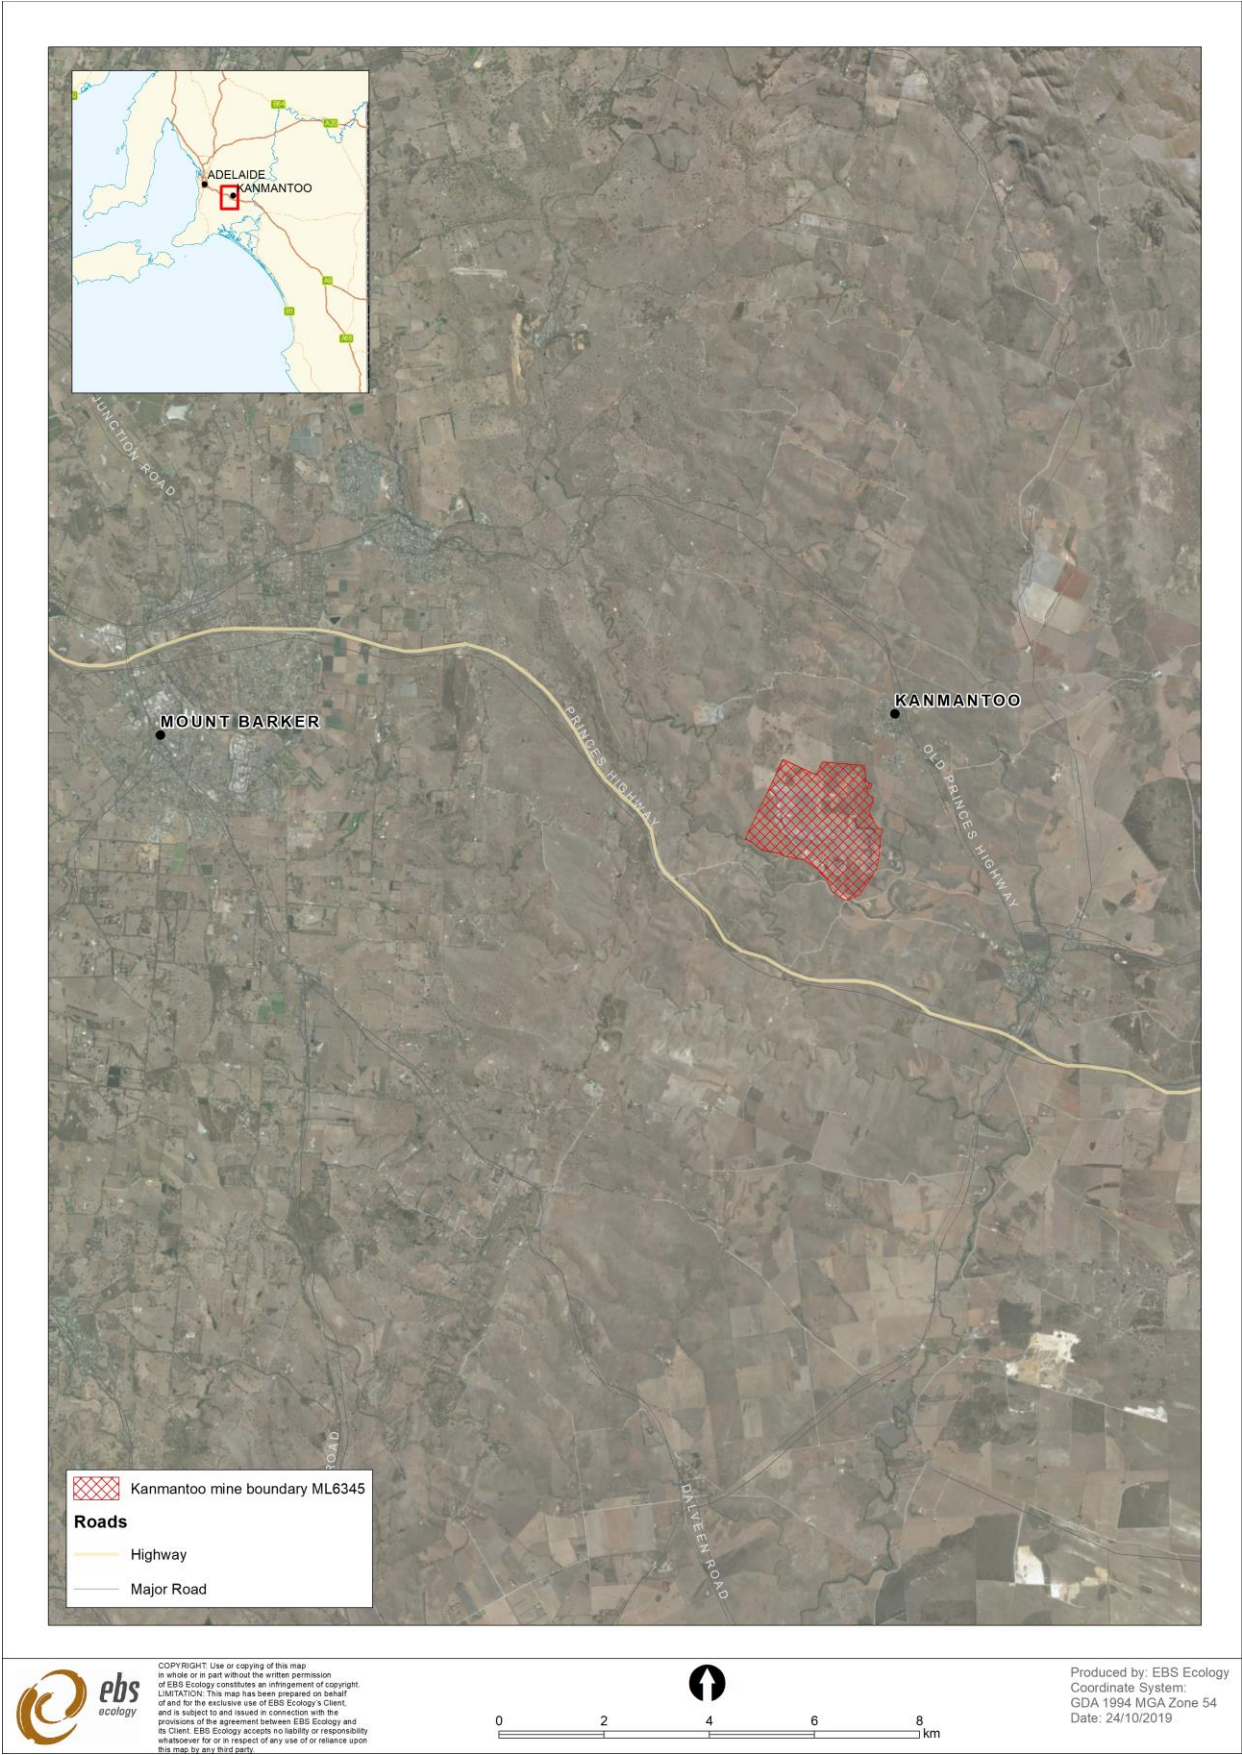 B64
A20
ADELAIDE
KANMANTOO
A8
B1
A66
JUNCTION ROAD
PRINCES HIGHWAY
KANMANTOO
MOUNT BARKER
OLD PRINCES HIGHWAY
ROAD
DALVEEN ROAD
Kanmantoo mine boundary ML6345
Roads
Highway
Major Road
ebs
ecology
COPYRIGHT: Use or copying of this map
in whole or in part without the written permission
of EBS Ecology constitutes an infringement of copyright.
LIMITATION: This map has been prepared on behalf
of and for the exclusive use of EBS Ecology's Client,
and is subject to and issued in connection with the
provisions of the agreement between EBS Ecology and
its Client. EBS Ecology accepts no liability or responsibility
whatsoever for or in respect of any use of or reliance upon
this map by any third party.
0 2 4 6 8
km
Produced by: EBS Ecology
Coordinate System:
GDA 1994 MGA Zone 54
Date: 24/10/2019